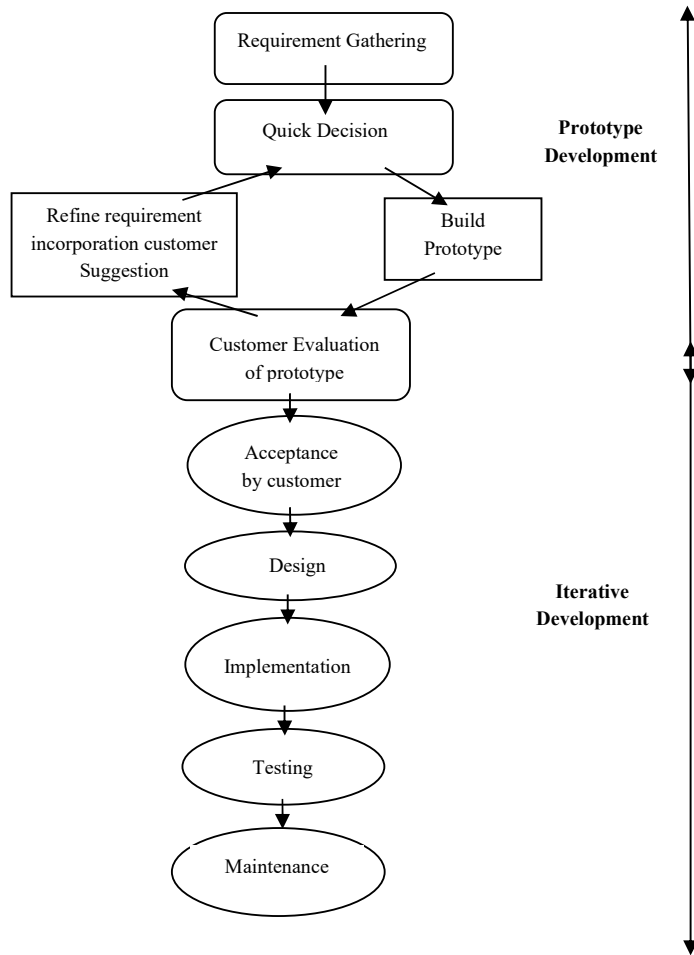 Requirement Gathering
Quick Decision
Prototype
Development
Refine requirement
incorporation customer
Suggestion
Build
Prototype
Customer Evaluation
of prototype
Acceptance
by customer
Design
Iterative
Development
Implementation
Testing
Maintenance